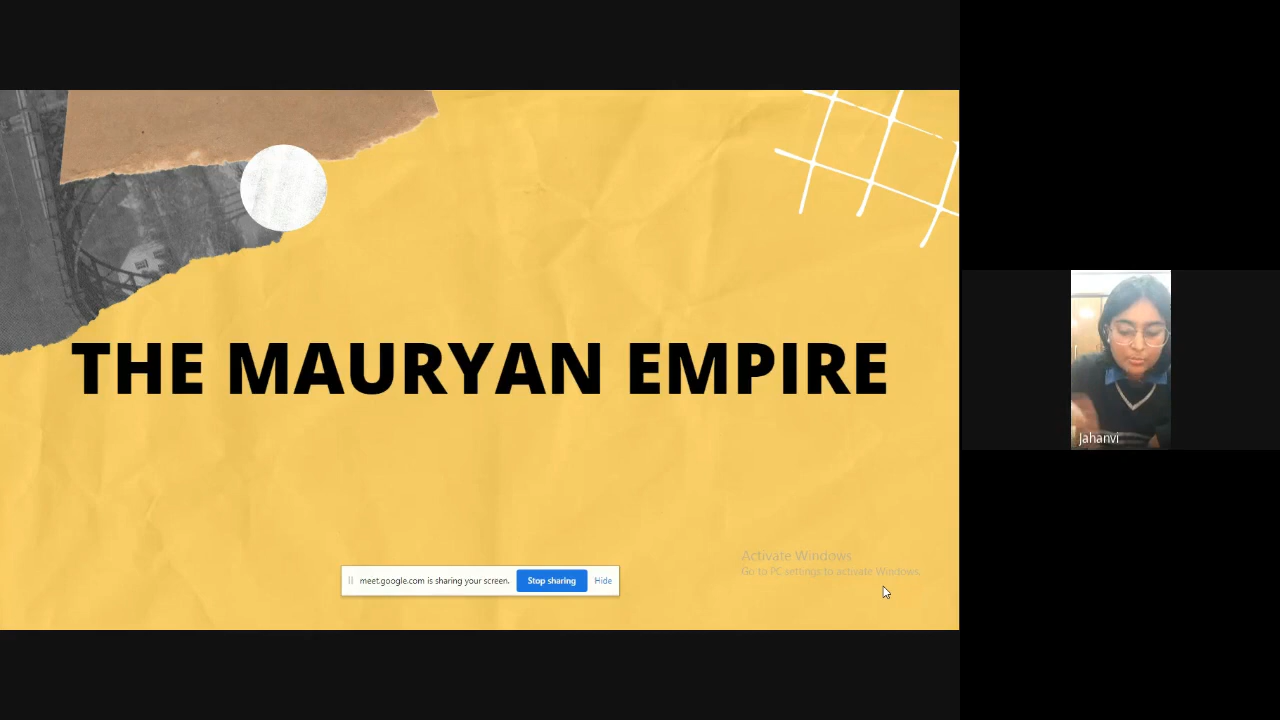 THE MAURYAN EMPIRE
Activate Windows
Go to PC settings to activate Windows.
meet.google.com is sharing your screen. Stop sharing Hide
Jahanvi